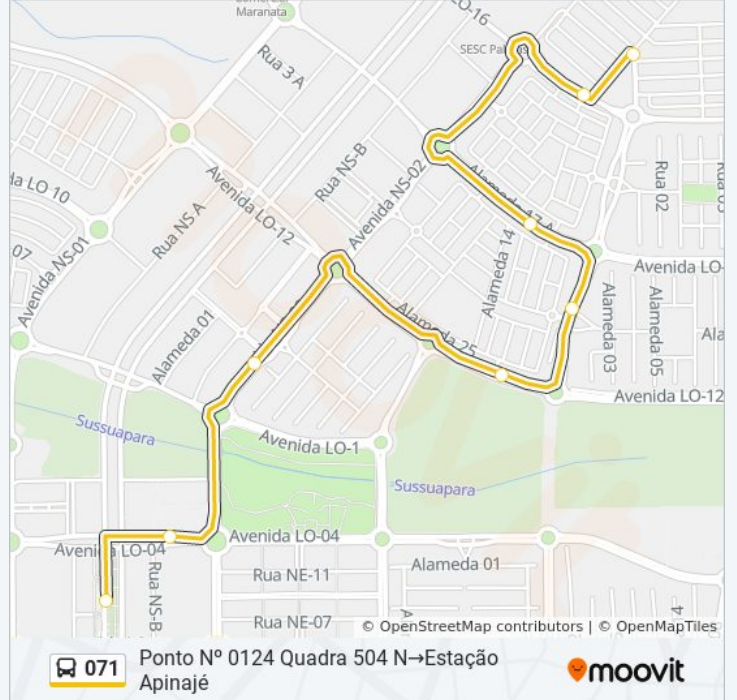 Maranata
LO-16
SESC Palmas
Rua 3 A
Rua NS-B
Avenida NS-02
la LO 10
Avenida LO-12
Rua NS A
07
Avenida NS-01
Alameda 17 A
Rua 02
Alameda 14
Avenida LO-
Alameda 01
Alameda 25
Alameda 03
Alameda 05
Ala
Avenida LO-12
Sussuapara
Avenida LO-1
Sussuapara
Avenida LO-04
Avenida LO-04
Alameda 01
Rua NS-B
Rua NE-11
Rua NE-07
A
4
© OpenStreetMap contributors | © OpenMapTiles
071
Ponto Nº 0124 Quadra 504 N→Estação
Apinajé
moovit